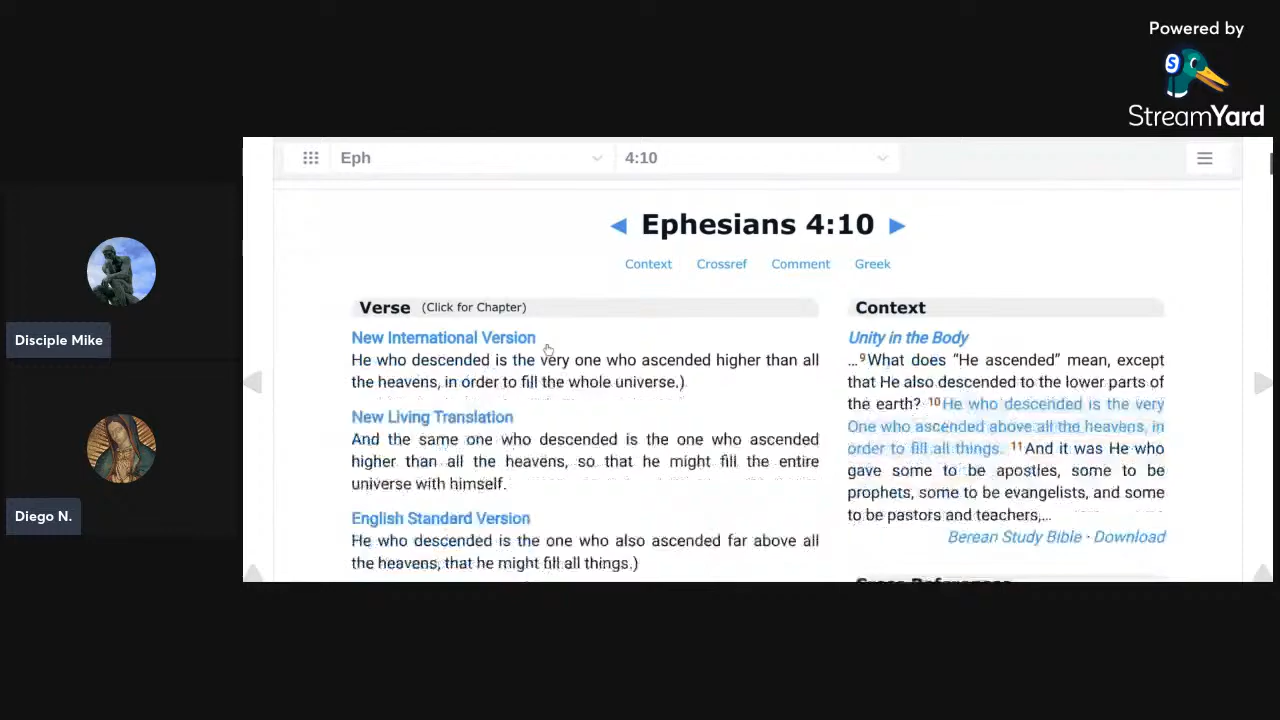 Powered by
S
StreamYard
Disciple Mike
Diego N.
Eph
4:10
Ephesians 4:10
Context Crossref Comment Greek
Verse (Click for Chapter)
New International Version
He who descended is the very one who ascended higher than all
the heavens, in order to fill the whole universe.)
New Living Translation
And the same one who descended is the one who ascended
higher than all the heavens, so that he might fill the entire
universe with himself.
English Standard Version
He who descended is the one who also ascended far above all
the heavens, that he might fill all things.)
Context
Unity in the Body
…9What does “He ascended” mean, except
that He also descended to the lower parts of
the earth? 10He who descended is the very
One who ascended above all the heavens, in
order to fill all things. 11And it was He who
gave some to be apostles, some to be
prophets, some to be evangelists, and some
to be pastors and teachers,…
Berean Study Bible · Download
Cross References